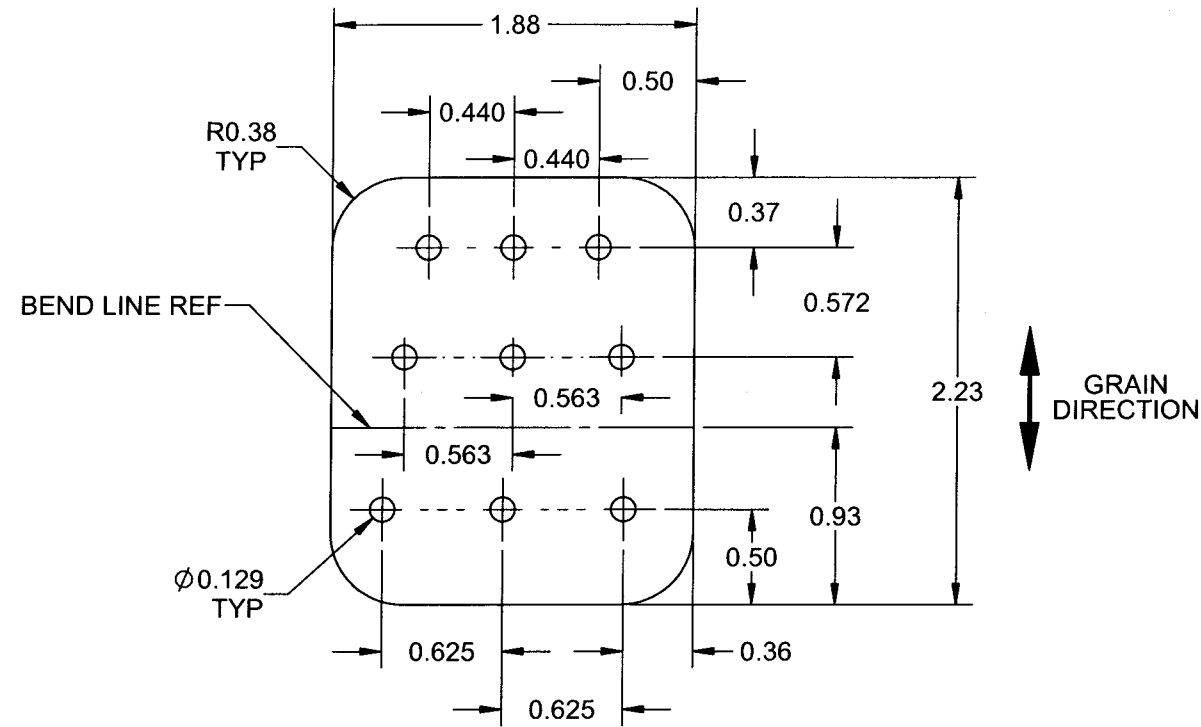 1.88
0.50
0.440
R0.38
TYP
0.440
0.37
BEND LINE REF
0.572
2.23
GRAIN
DIRECTION
0.563
0.563
0.93
0.50
Ø0.129
TYP
0.625
0.36
0.625